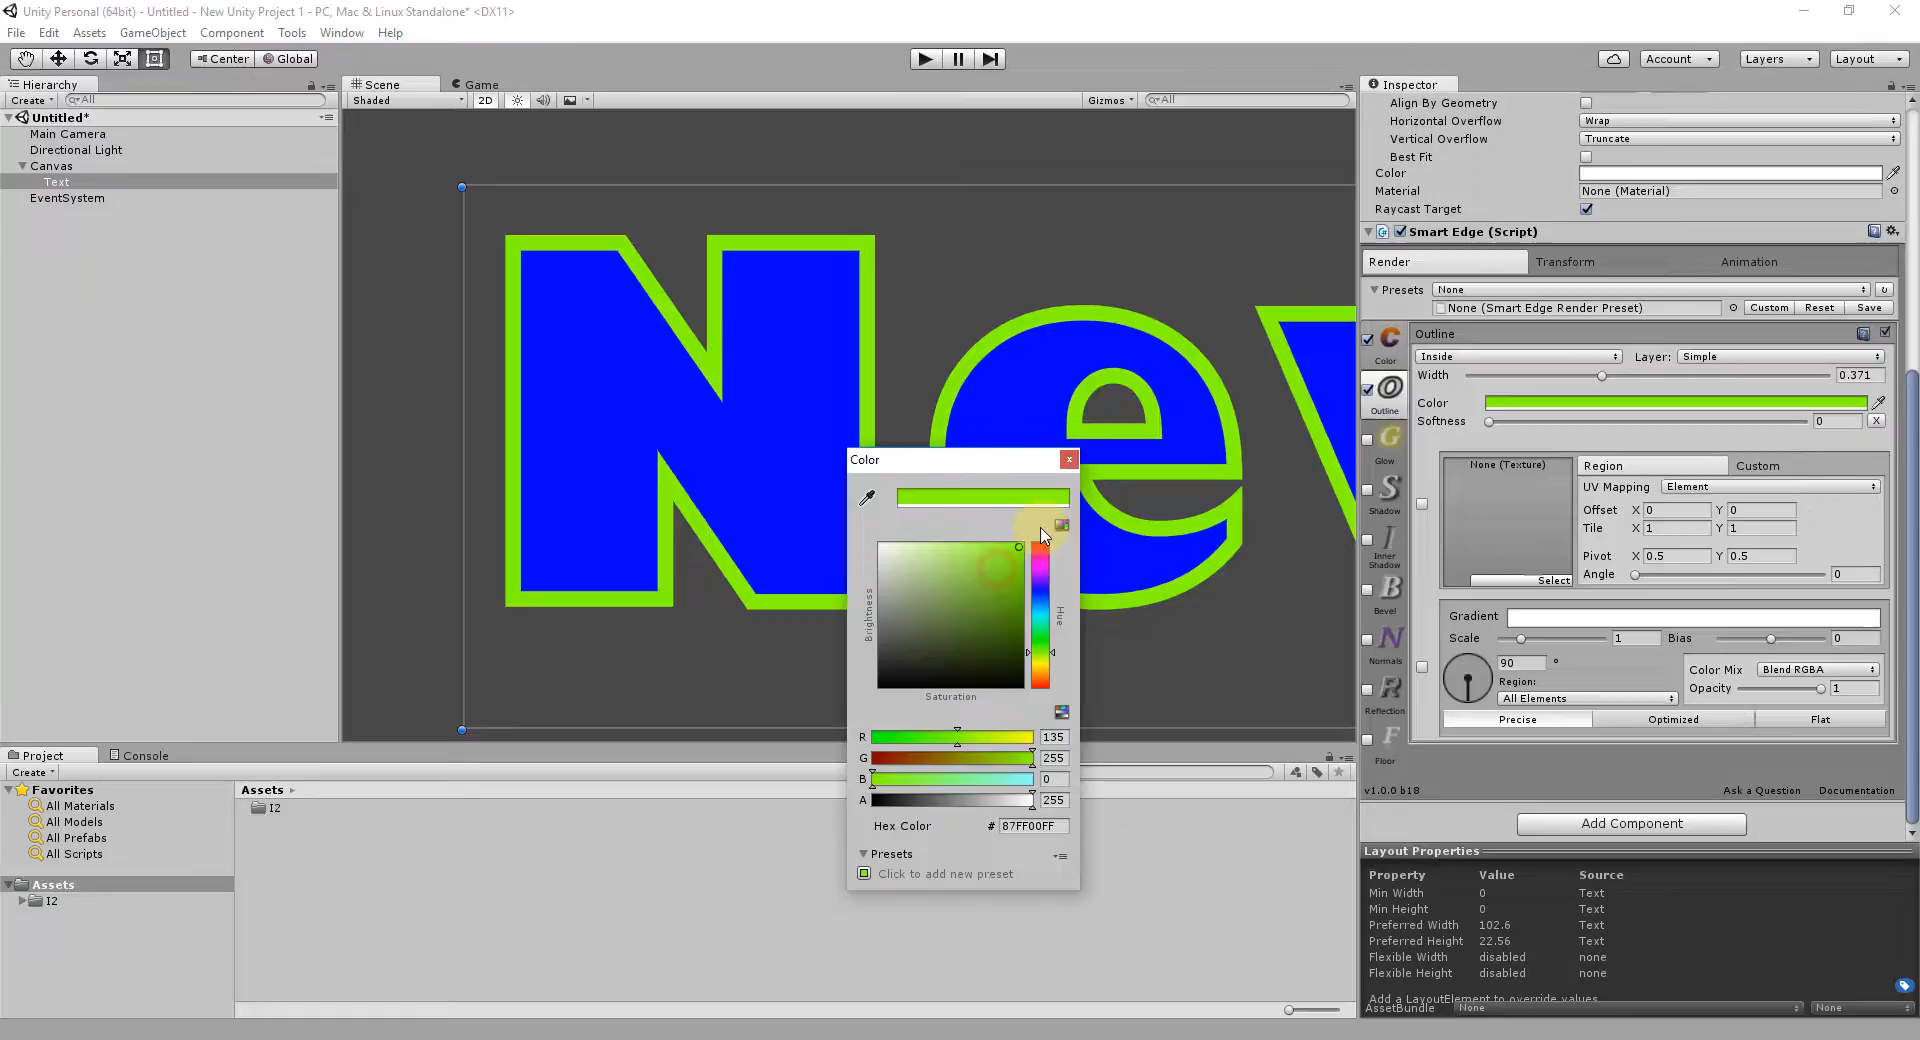 Unity Personal (64bit) - Untitled - New Unity Project 1 - PC, Mac & Linux Standalone* <DX11>
File Edit Assets GameObject Component Tools Window Help
Center Global Account Layers Layout
Hierarchy
Create All
Untitled*
Main Camera
Directional Light
Canvas
Text
EventSystem
Scene Game
Shaded 2D Gizmos All
New
Color
Brightness
Hue
Saturation
R 135
G 255
B 0
A 255
Hex Color # 87FF00FF
Presets
Click to add new preset
Inspector
Align By Geometry
Horizontal Overflow Wrap
Vertical Overflow Truncate
Best Fit
Color
Material None (Material)
Raycast Target
Smart Edge (Script)
Render Transform Animation
Presets None
None (Smart Edge Render Preset) Custom Reset Save
C
Color
O
Outline
G
Glow
S
Shadow
I
Inner
Shadow
B
Bevel
N
Normals
R
Reflection
F
Floor
Outline
Inside Layer: Simple
Width 0.371
Color
Softness 0 X
None (Texture) Region Custom
UV Mapping Element
Offset X 0 Y 0
Tile X 1 Y 1
Pivot X 0.5 Y 0.5
Angle 0
Select
Gradient
Scale 1 Bias 0
90 °
Region:
All Elements
Color Mix Blend RGBA
Opacity 1
Precise Optimized Flat
v1.0.0 b18 Ask a Question Documentation
Add Component
Layout Properties
Property Value Source
Min Width 0 Text
Min Height 0 Text
Preferred Width 102.6 Text
Preferred Height 22.56 Text
Flexible Width disabled none
Flexible Height disabled none
Add a LayoutElement to override values
AssetBundle None None
Project Console
Create
Favorites
All Materials
All Models
All Prefabs
All Scripts
Assets
I2
Assets
I2